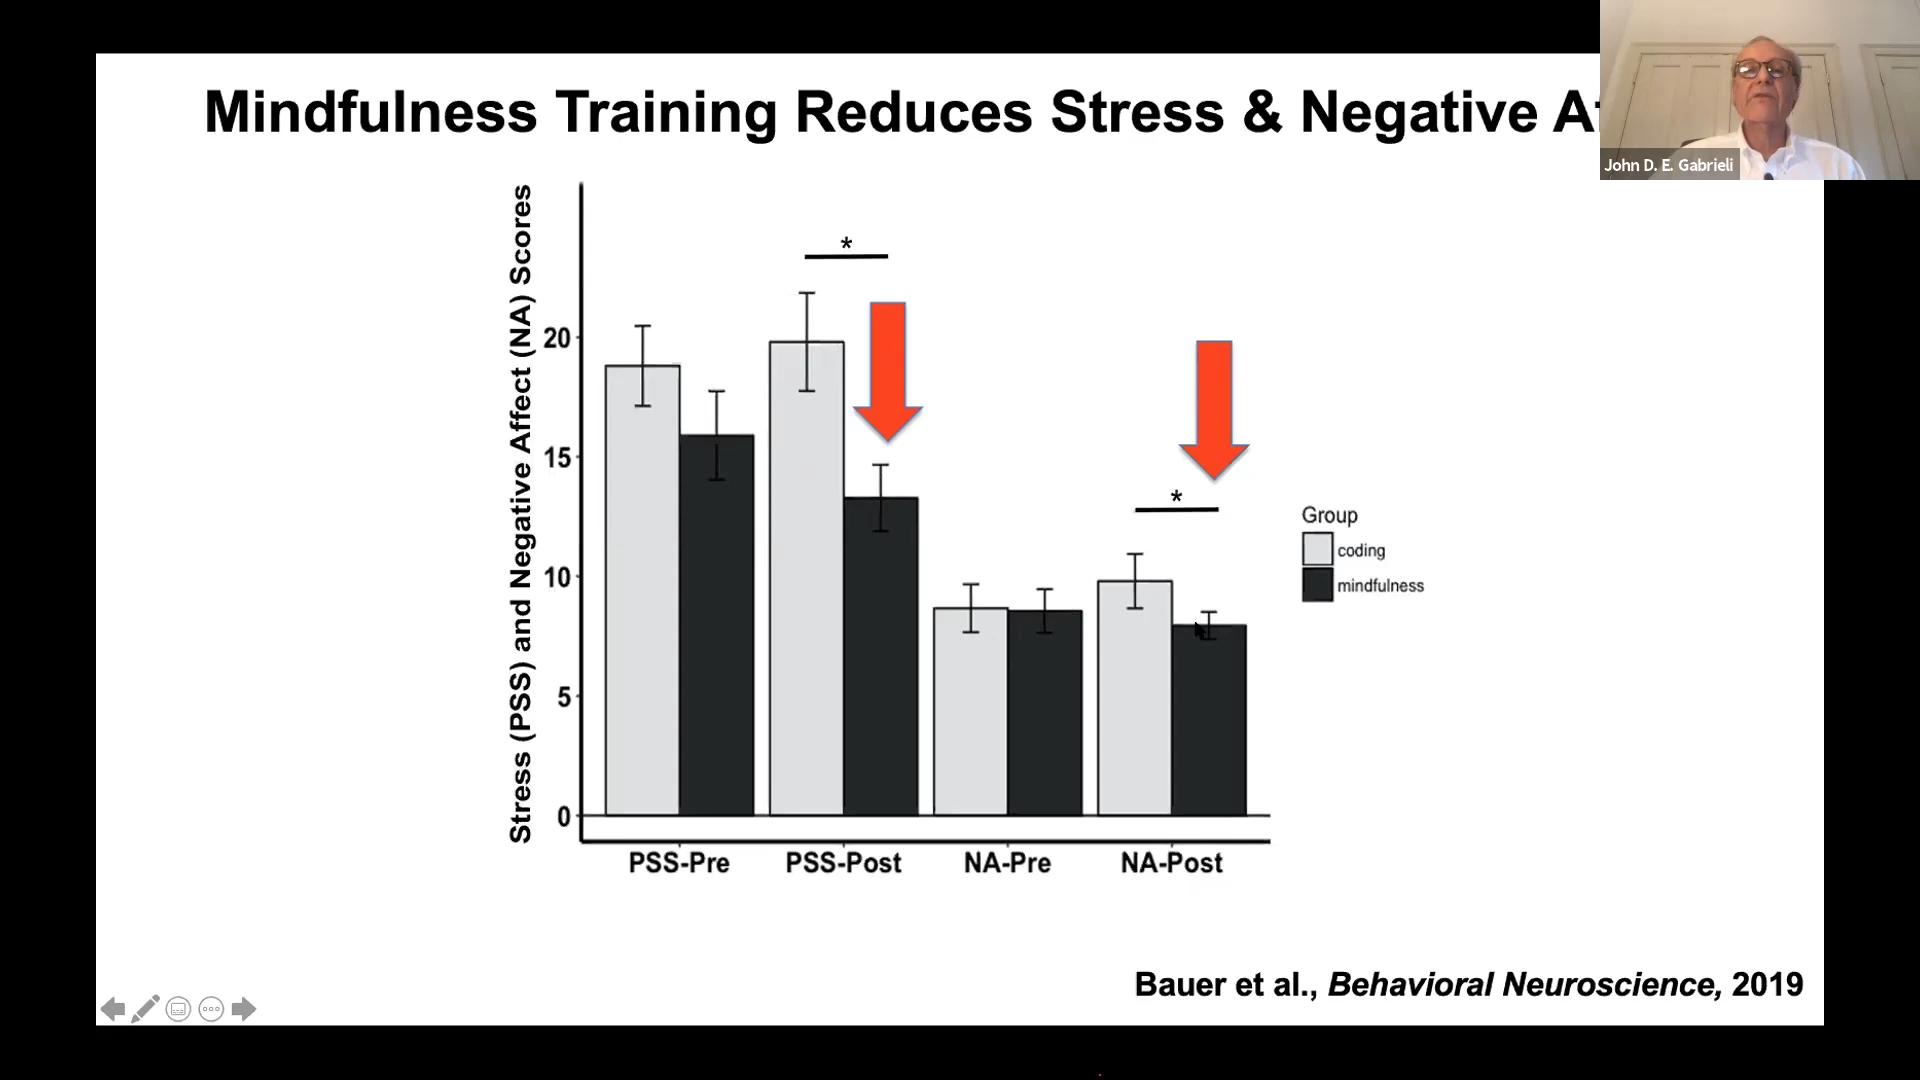 Mindfulness Training Reduces Stress & Negative
John D. E. Gabrieli
Stress (PSS) and Negative Affect (NA) Scores
*
*
20
15
10
5
0
PSS-Pre
PSS-Post
NA-Pre
NA-Post
Group
coding
mindfulness
Bauer et al., Behavioral Neuroscience, 2019